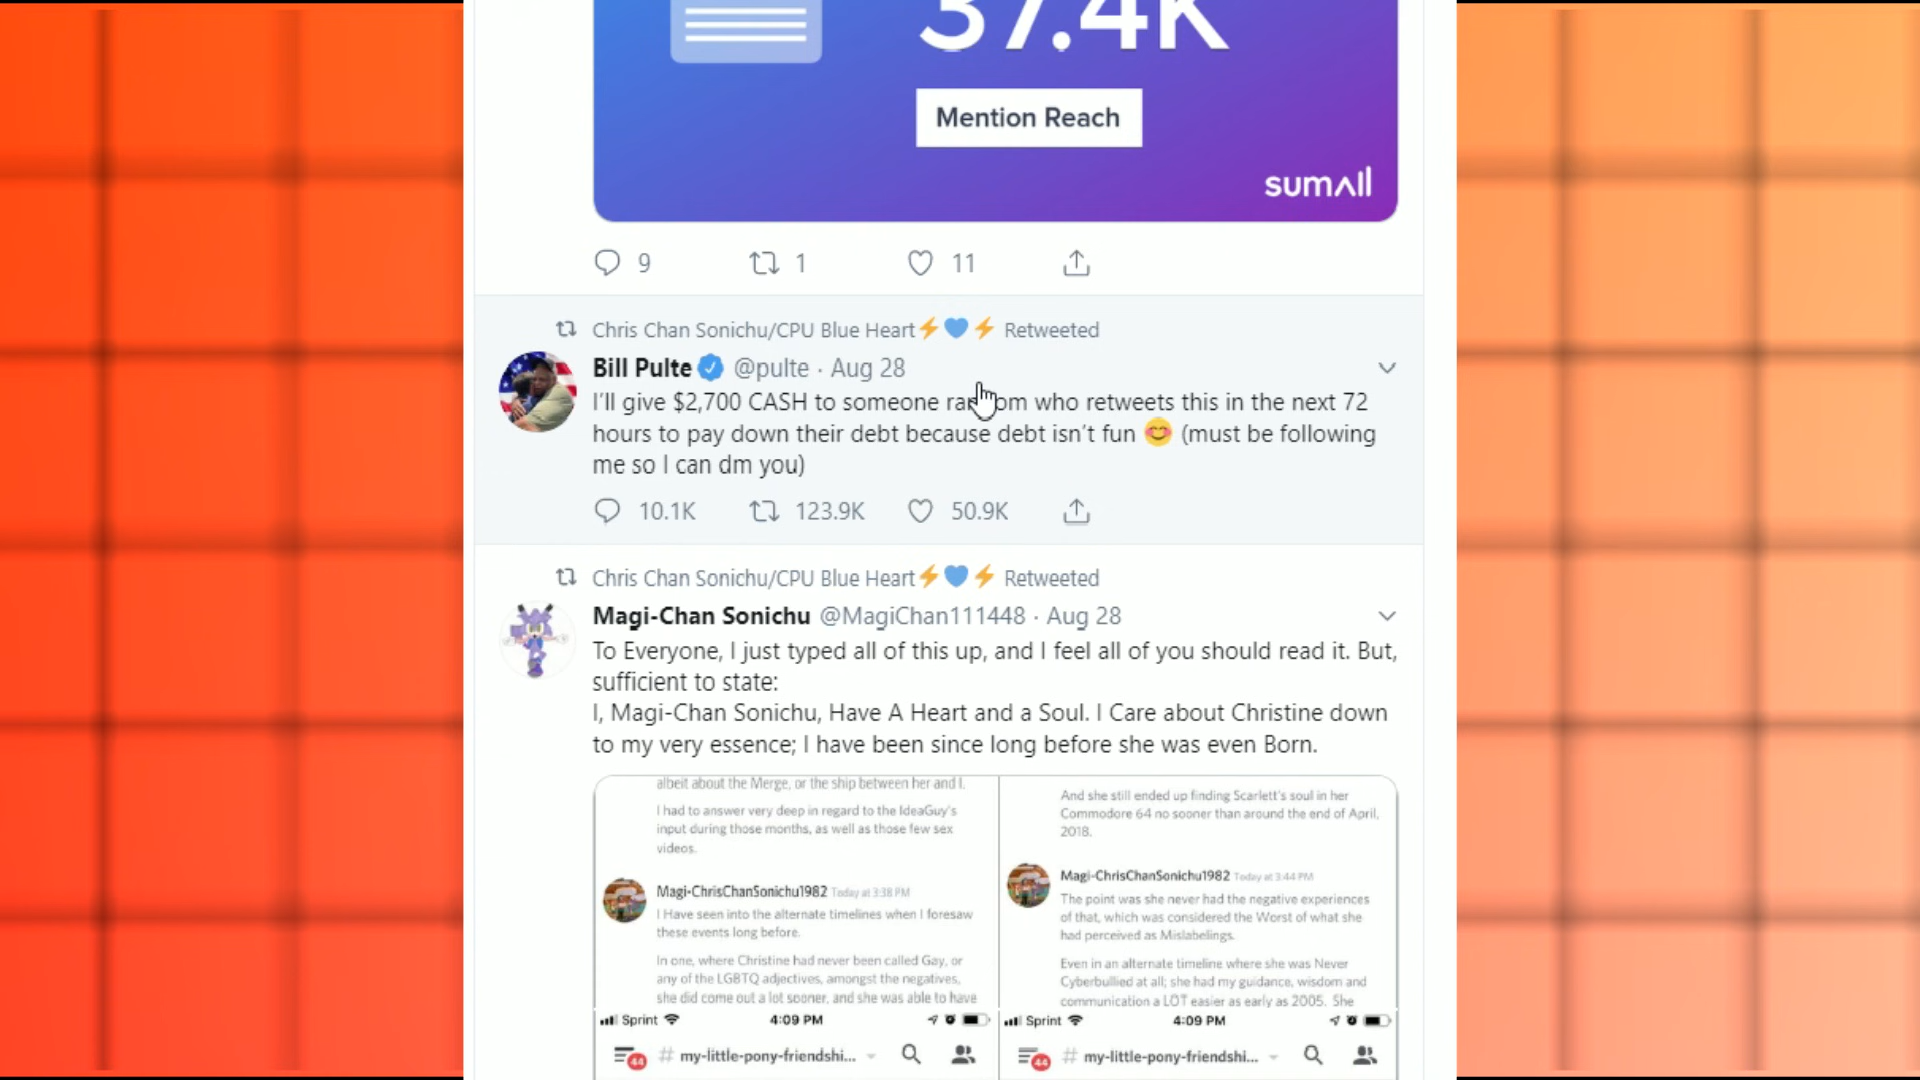 37.4K
Mention Reach
sumall
9 1 11
Chris Chan Sonichu/CPU Blue Heart⚡💙⚡ Retweeted
Bill Pulte @pulte · Aug 28
I'll give $2,700 CASH to someone random who retweets this in the next 72
hours to pay down their debt because debt isn't fun 😊 (must be following
me so I can dm you)
10.1K 123.9K 50.9K
Chris Chan Sonichu/CPU Blue Heart⚡💙⚡ Retweeted
Magi-Chan Sonichu @MagiChan111448 · Aug 28
To Everyone, I just typed all of this up, and I feel all of you should read it. But,
sufficient to state:
I, Magi-Chan Sonichu, Have A Heart and a Soul. I Care about Christine down
to my very essence; I have been since long before she was even Born.
albeit about the Merge, or the ship between her and I.
I had to answer very deep in regard to the IdeaGuy's
input during those months, as well as those few sex
videos.
Magi-ChrisChanSonichu1982 Today at 3:38 PM
I Have seen into the alternate timelines when I foresaw
these events long before.
In one, where Christine had never been called Gay, or
any of the LGBTQ adjectives, amongst the negatives,
she did come out a lot sooner, and she was able to have
Sprint 4:09 PM
44 # my-little-pony-friendshi...
And she still ended up finding Scarlett's soul in her
Commodore 64 no sooner than around the end of April,
2018.
Magi-ChrisChanSonichu1982 Today at 3:44 PM
The point was she never had the negative experiences
of that, which was considered the Worst of what she
had perceived as Mislabelings.
Even in an alternate timeline where she was Never
Cyberbullied at all; she had my guidance, wisdom and
communication a LOT easier as early as 2005. She
Sprint 4:09 PM
44 # my-little-pony-friendshi...